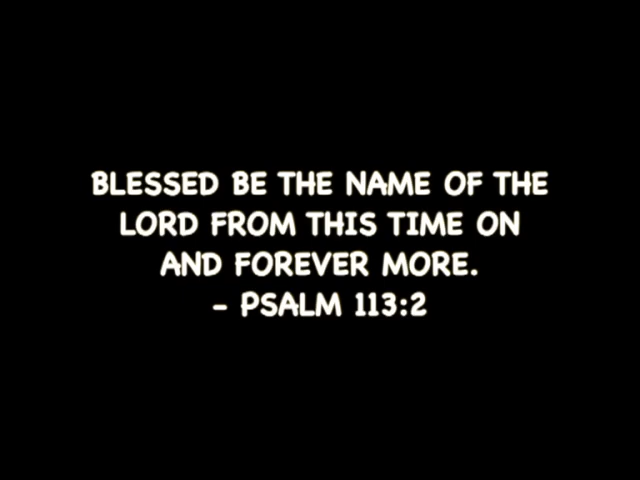 BLESSED BE THE NAME OF THE
LORD FROM THIS TIME ON
AND FOREVER MORE.
- PSALM 113:2